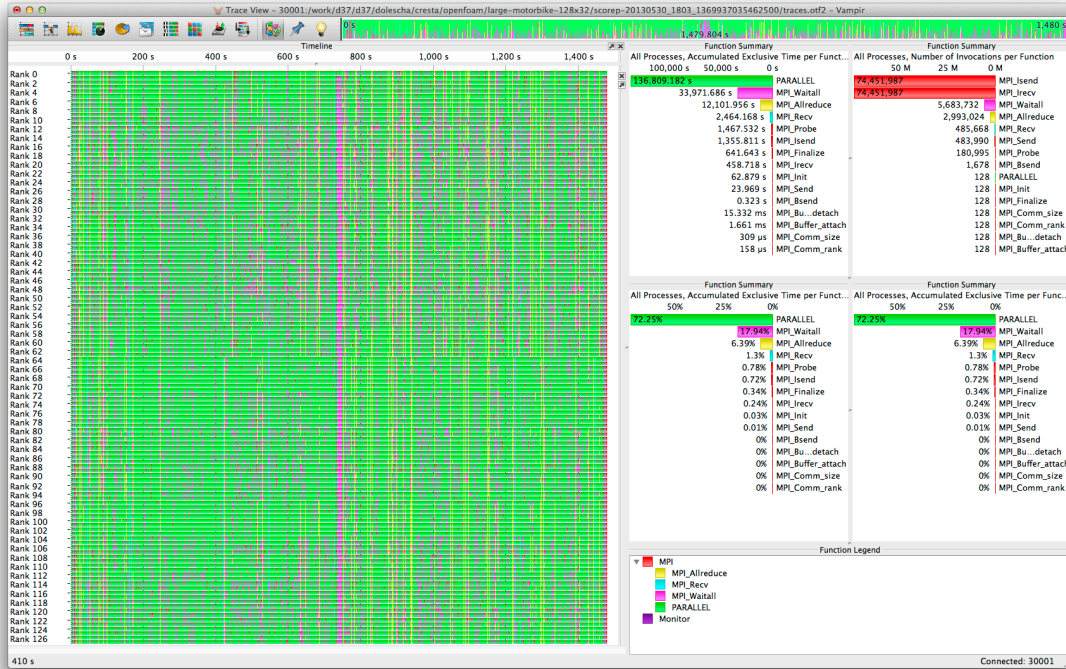 Trace View – 30001:/work/d37/d37/dolescha/cresta/openfoam/large-motorbike-128x32/scorep-20130530_1803_1369937035462500/traces.otf2 – Vampir
0 s
1,479.804 s
1,480 s
Timeline
0 s 200 s 400 s 600 s 800 s 1,000 s 1,200 s 1,400 s
Rank 0
Rank 2
Rank 4
Rank 6
Rank 8
Rank 10
Rank 12
Rank 14
Rank 16
Rank 18
Rank 20
Rank 22
Rank 24
Rank 26
Rank 28
Rank 30
Rank 32
Rank 34
Rank 36
Rank 38
Rank 40
Rank 42
Rank 44
Rank 46
Rank 48
Rank 50
Rank 52
Rank 54
Rank 56
Rank 58
Rank 60
Rank 62
Rank 64
Rank 66
Rank 68
Rank 70
Rank 72
Rank 74
Rank 76
Rank 78
Rank 80
Rank 82
Rank 84
Rank 86
Rank 88
Rank 90
Rank 92
Rank 94
Rank 96
Rank 98
Rank 100
Rank 102
Rank 104
Rank 106
Rank 108
Rank 110
Rank 112
Rank 114
Rank 116
Rank 118
Rank 120
Rank 122
Rank 124
Rank 126
Function Summary
All Processes, Accumulated Exclusive Time per Funct...
100,000 s 50,000 s 0 s
136,809.182 s PARALLEL
33,971.686 s MPI_Waitall
12,101.956 s MPI_Allreduce
2,464.168 s MPI_Recv
1,467.532 s MPI_Probe
1,355.811 s MPI_Isend
641.643 s MPI_Finalize
458.718 s MPI_Irecv
62.879 s MPI_Init
23.969 s MPI_Send
0.323 s MPI_Bsend
15.332 ms MPI_Bu...detach
1.661 ms MPI_Buffer_attach
309 µs MPI_Comm_size
158 µs MPI_Comm_rank
Function Summary
All Processes, Number of Invocations per Function
50 M 25 M 0 M
74,451,987 MPI_Isend
74,451,987 MPI_Irecv
5,683,732 MPI_Waitall
2,993,024 MPI_Allreduce
485,668 MPI_Recv
483,990 MPI_Send
180,995 MPI_Probe
1,678 MPI_Bsend
128 PARALLEL
128 MPI_Init
128 MPI_Finalize
128 MPI_Comm_size
128 MPI_Comm_rank
128 MPI_Bu...detach
128 MPI_Buffer_attach
Function Summary
All Processes, Accumulated Exclusive Time per Funct...
50% 25% 0%
72.25% PARALLEL
17.94% MPI_Waitall
6.39% MPI_Allreduce
1.3% MPI_Recv
0.78% MPI_Probe
0.72% MPI_Isend
0.34% MPI_Finalize
0.24% MPI_Irecv
0.03% MPI_Init
0.01% MPI_Send
0% MPI_Bsend
0% MPI_Bu...detach
0% MPI_Buffer_attach
0% MPI_Comm_size
0% MPI_Comm_rank
Function Summary
All Processes, Accumulated Exclusive Time per Func...
50% 25% 0%
72.25% PARALLEL
17.94% MPI_Waitall
6.39% MPI_Allreduce
1.3% MPI_Recv
0.78% MPI_Probe
0.72% MPI_Isend
0.34% MPI_Finalize
0.24% MPI_Irecv
0.03% MPI_Init
0.01% MPI_Send
0% MPI_Bsend
0% MPI_Bu...detach
0% MPI_Buffer_attach
0% MPI_Comm_size
0% MPI_Comm_rank
Function Legend
MPI
MPI_Allreduce
MPI_Recv
MPI_Waitall
PARALLEL
Monitor
410 s
Connected: 30001